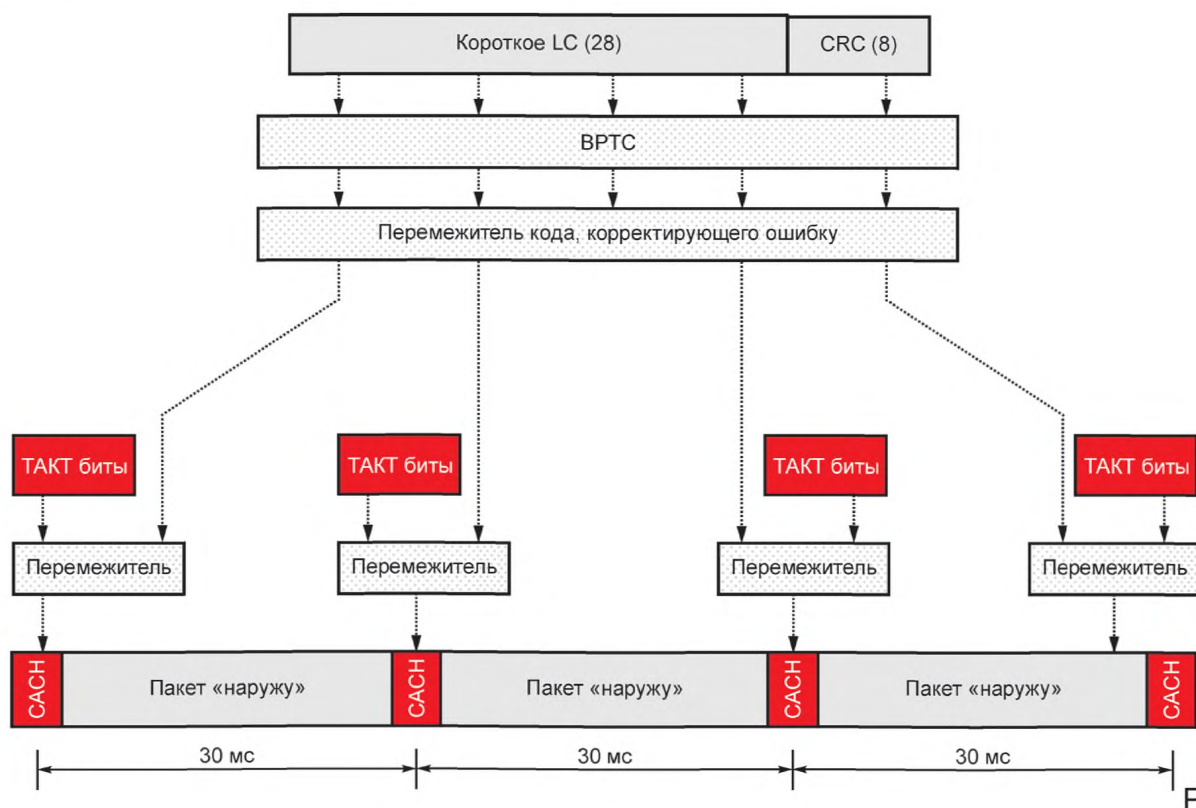 Короткое LC (28)
CRC (8)
BPTC
Перемежитель кода, корректирующего ошибку
ТАКТ биты
ТАКТ биты
ТАКТ биты
ТАКТ биты
Перемежитель
Перемежитель
Перемежитель
Перемежитель
CACH
Пакет «наружу»
CACH
Пакет «наружу»
CACH
Пакет «наружу»
CACH
30 мс
30 мс
30 мс